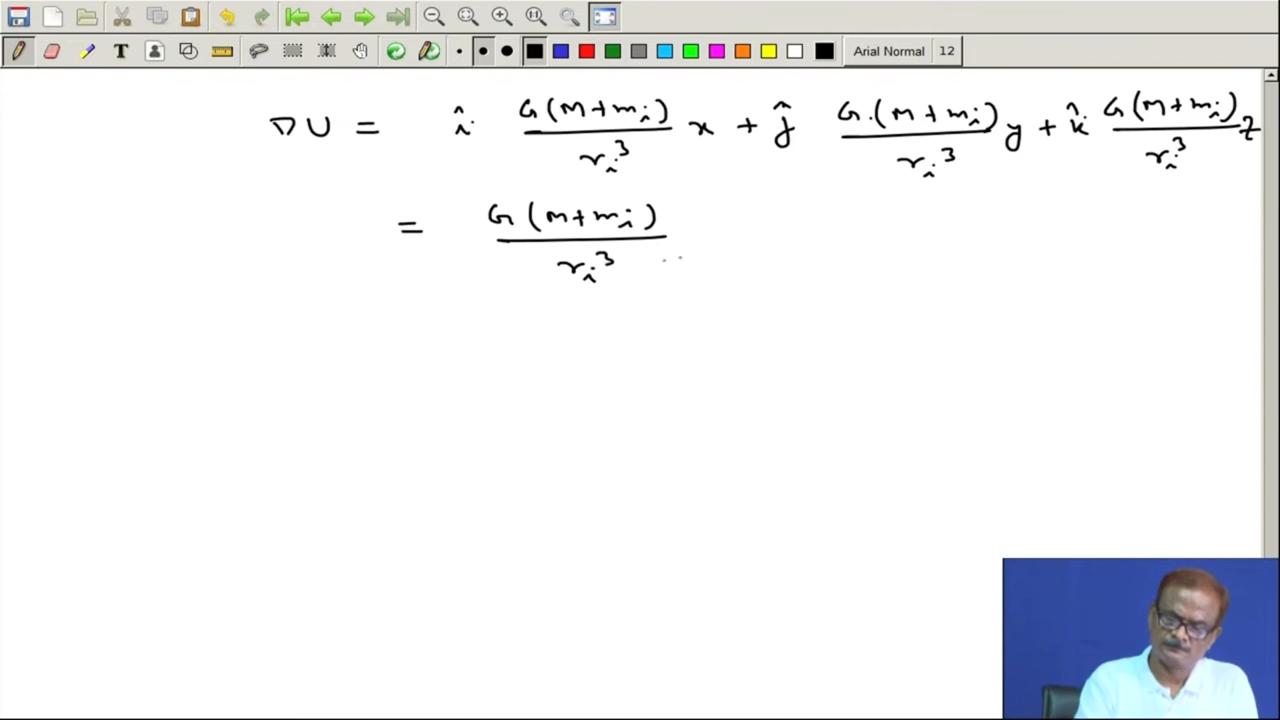 Arial Normal 12
∇U = î G(M+mᵢ)/rᵢ³ x + ĵ G.(M+mᵢ)/rᵢ³ y + k̂ G(M+mᵢ)/rᵢ³ z
= G(M+mᵢ)/rᵢ³